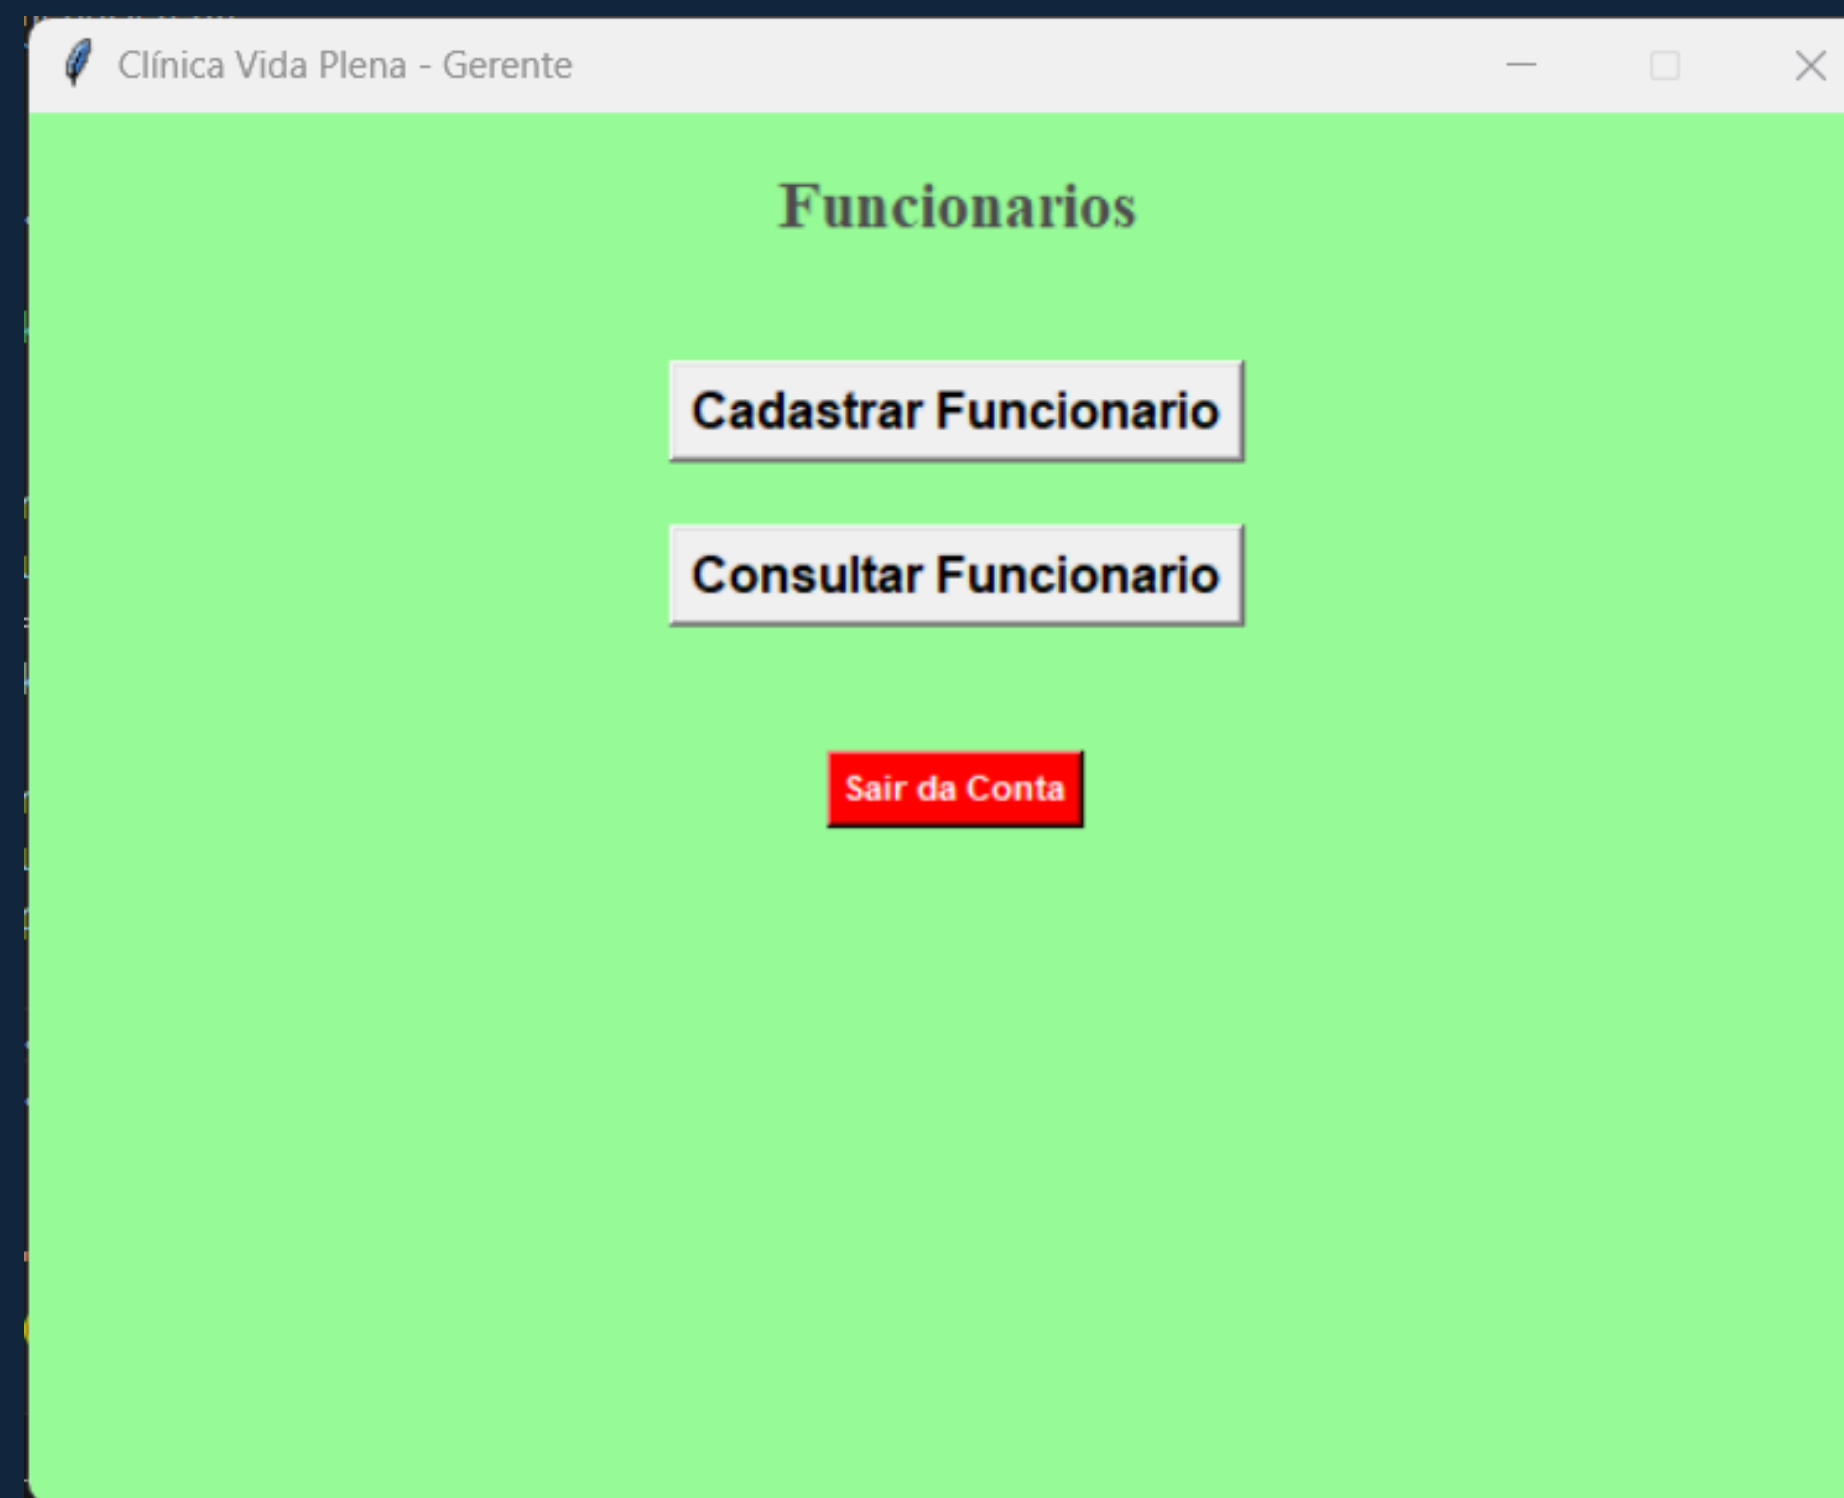 Clínica Vida Plena - Gerente
Funcionarios
Cadastrar Funcionario
Consultar Funcionario
Sair da Conta